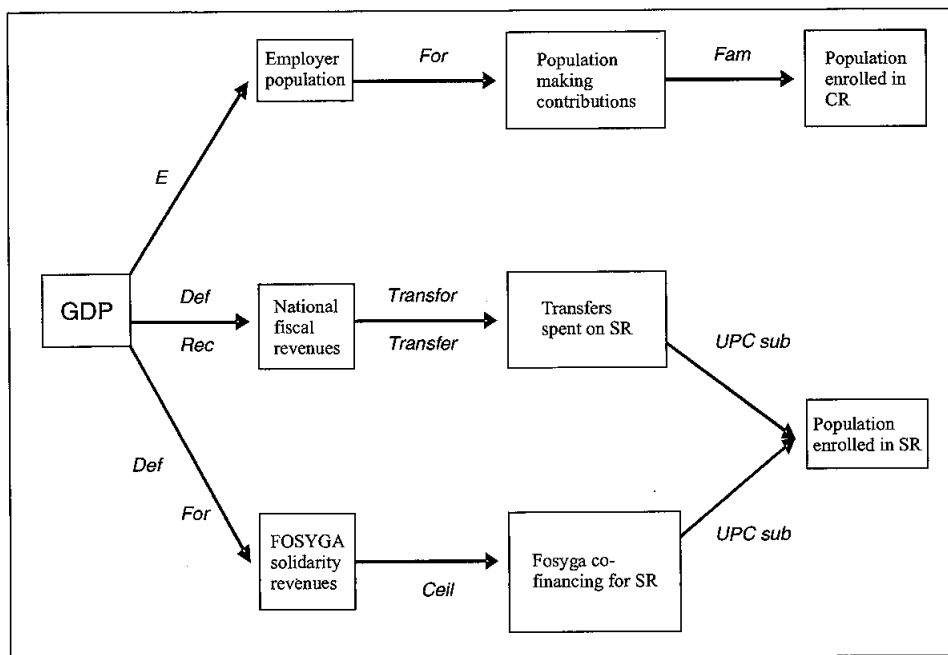 Employer
population
For
Population
making
contributions
Fam
Population
enrolled in
CR
E
GDP
Def
Rec
National
fiscal
revenues
Transfor
Transfer
Transfers
spent on SR
UPC sub
Population
enrolled in SR
Def
For
FOSYGA
solidarity
revenues
Ceil
Fosyga co-
financing for SR
UPC sub